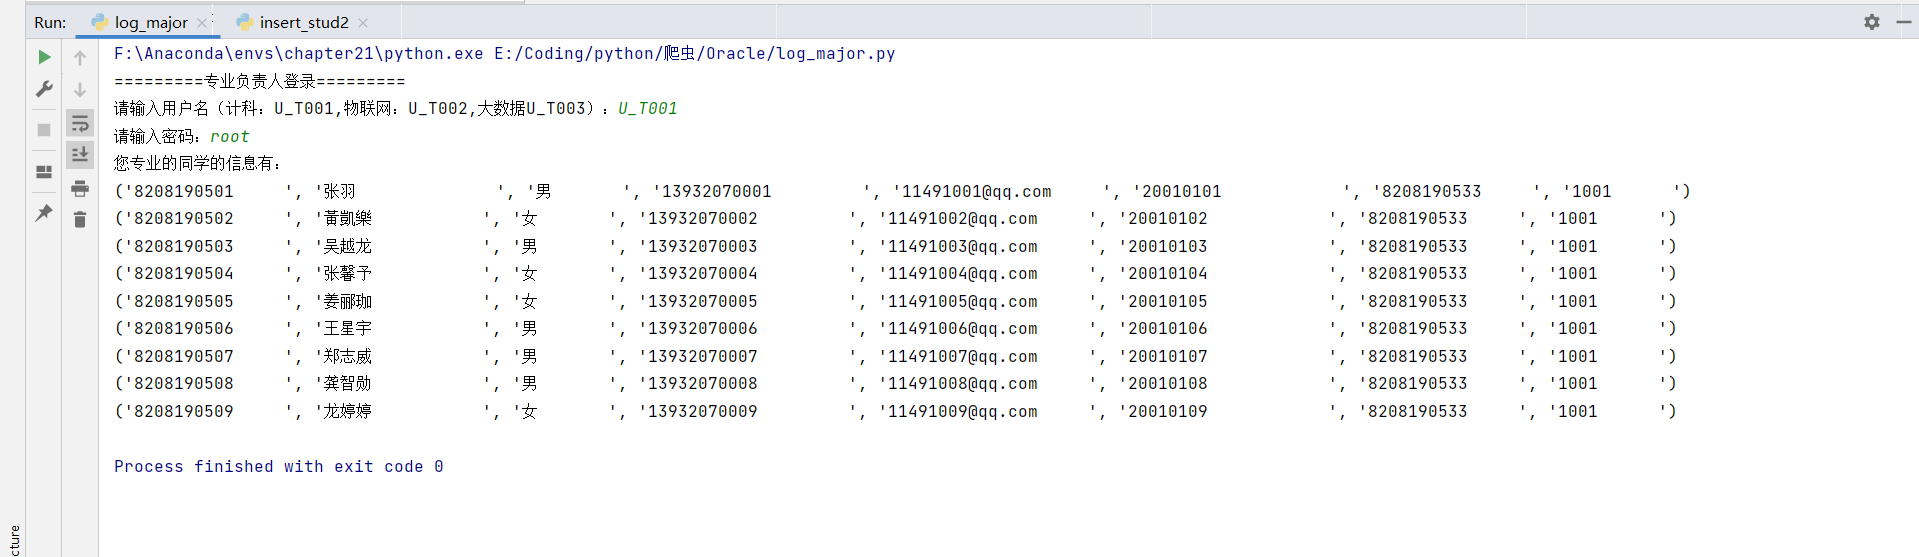 Run: log_major insert_stud2
F:\Anaconda\envs\chapter21\python.exe E:/Coding/python/爬虫/Oracle/log_major.py
=========专业负责人登录=========
请输入用户名（计科：U_T001,物联网：U_T002,大数据U_T003）：U_T001
请输入密码：root
您专业的同学的信息有：
('8208190501     ', '张羽              ', '男       ', '13932070001         ', '11491001@qq.com     ', '20010101            ', '8208190533     ', '1001      ')
('8208190502     ', '黃凱樂           ', '女       ', '13932070002         ', '11491002@qq.com     ', '20010102            ', '8208190533     ', '1001      ')
('8208190503     ', '吴越龙           ', '男       ', '13932070003         ', '11491003@qq.com     ', '20010103            ', '8208190533     ', '1001      ')
('8208190504     ', '张馨予           ', '女       ', '13932070004         ', '11491004@qq.com     ', '20010104            ', '8208190533     ', '1001      ')
('8208190505     ', '姜郦珈           ', '女       ', '13932070005         ', '11491005@qq.com     ', '20010105            ', '8208190533     ', '1001      ')
('8208190506     ', '王星宇           ', '男       ', '13932070006         ', '11491006@qq.com     ', '20010106            ', '8208190533     ', '1001      ')
('8208190507     ', '郑志威           ', '男       ', '13932070007         ', '11491007@qq.com     ', '20010107            ', '8208190533     ', '1001      ')
('8208190508     ', '龚智勋           ', '男       ', '13932070008         ', '11491008@qq.com     ', '20010108            ', '8208190533     ', '1001      ')
('8208190509     ', '龙婷婷           ', '女       ', '13932070009         ', '11491009@qq.com     ', '20010109            ', '8208190533     ', '1001      ')
Process finished with exit code 0
cture